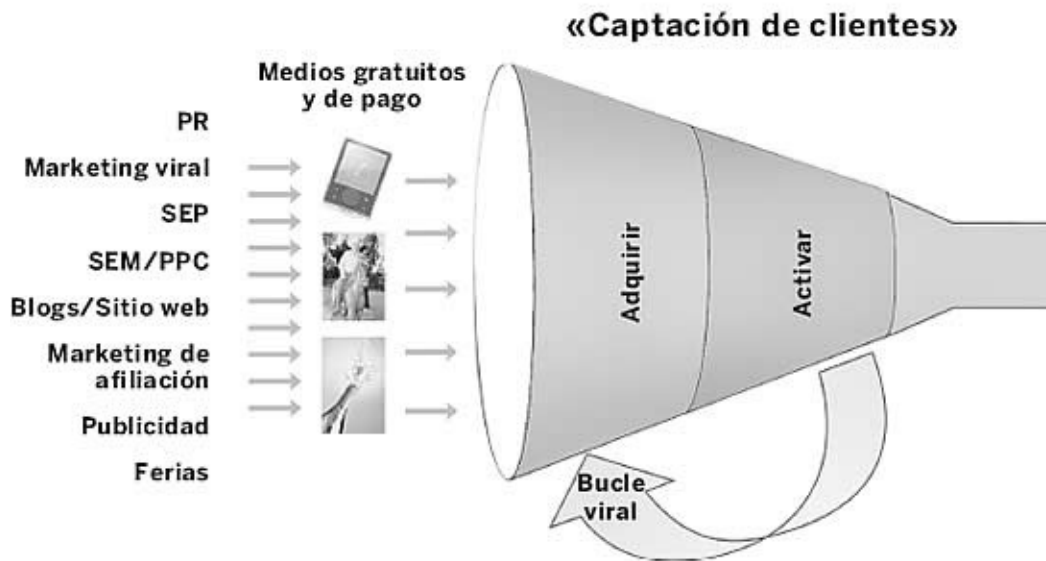 «Captación de clientes»
Medios gratuitos
y de pago
PR
Marketing viral
SEP
SEM/PPC
Blogs/Sitio web
Marketing de
afiliación
Publicidad
Ferias
Adquirir
Activar
Bucle
viral